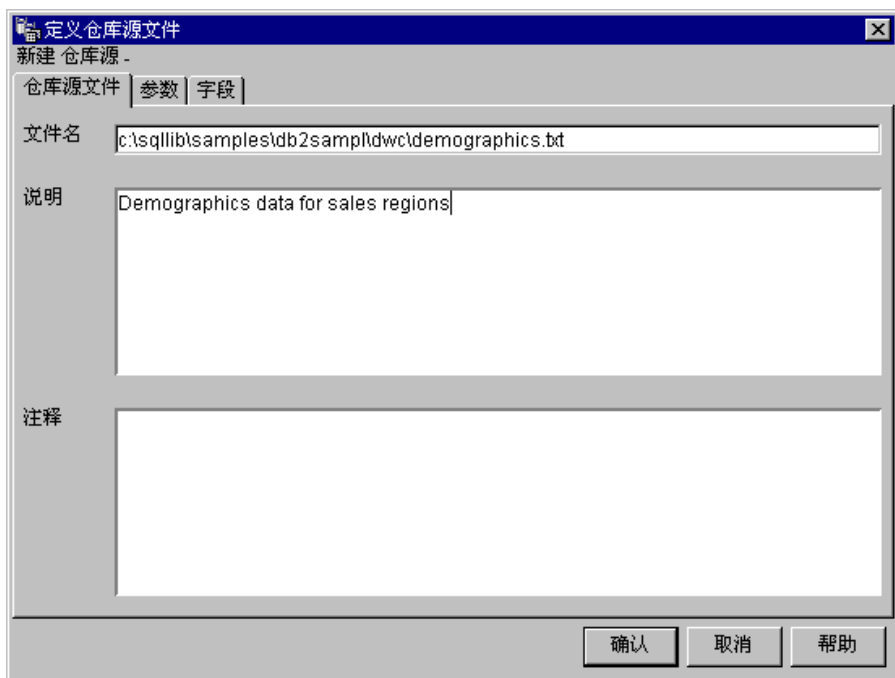 定义仓库源文件
新建 仓库源 -
仓库源文件 参数 字段
文件名 c:\sqllib\samples\db2sampl\dwc\demographics.txt
说明 Demographics data for sales regions
注释
确认 取消 帮助